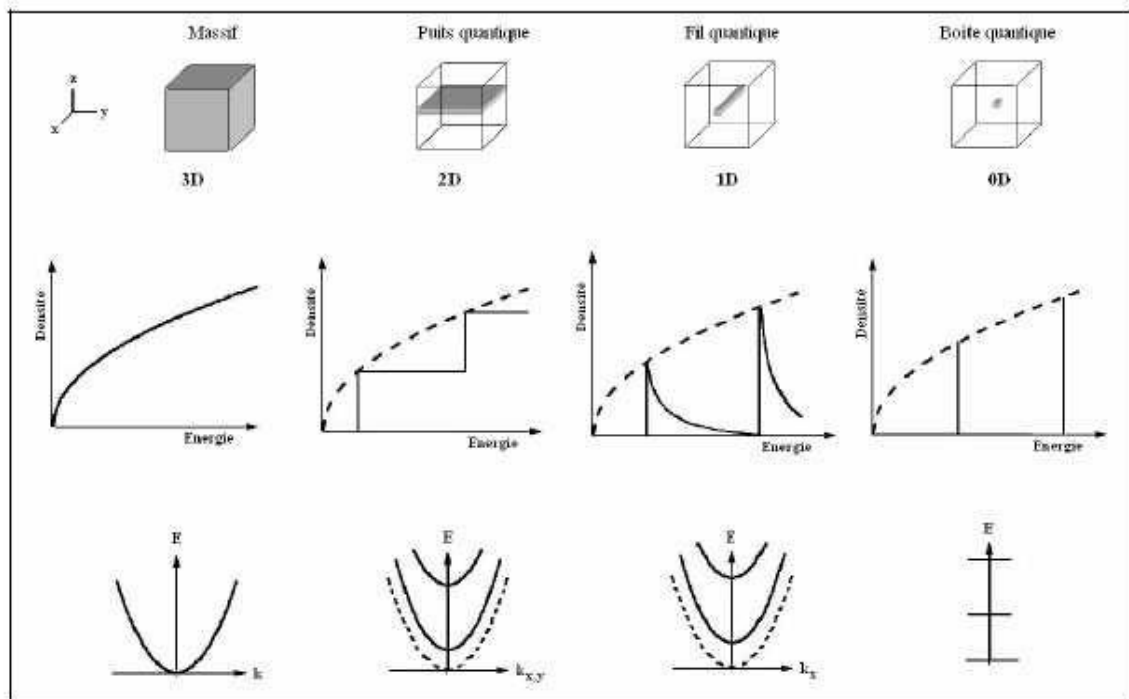 Massif Puits quantique Fil quantique Boite quantique
z
y
x
3D 2D 1D 0D
Densité Densité Densité Densité
Energie Energie Energie Energie
E E E E
k k x,y k x